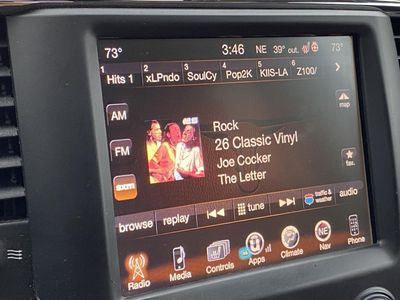 73° 3:46 NE 39° out. 73°
1 Hits 1 2 xLPndo 3 SoulCy 4 Pop2K 5 KIIS-LA 6 Z100/
AM
map
Rock
26 Classic Vinyl
FM
Joe Cocker
fav.
The Letter
sxm
browse replay tune traffic & weather audio
NE
Radio Media Controls Apps Climate Nav Phone